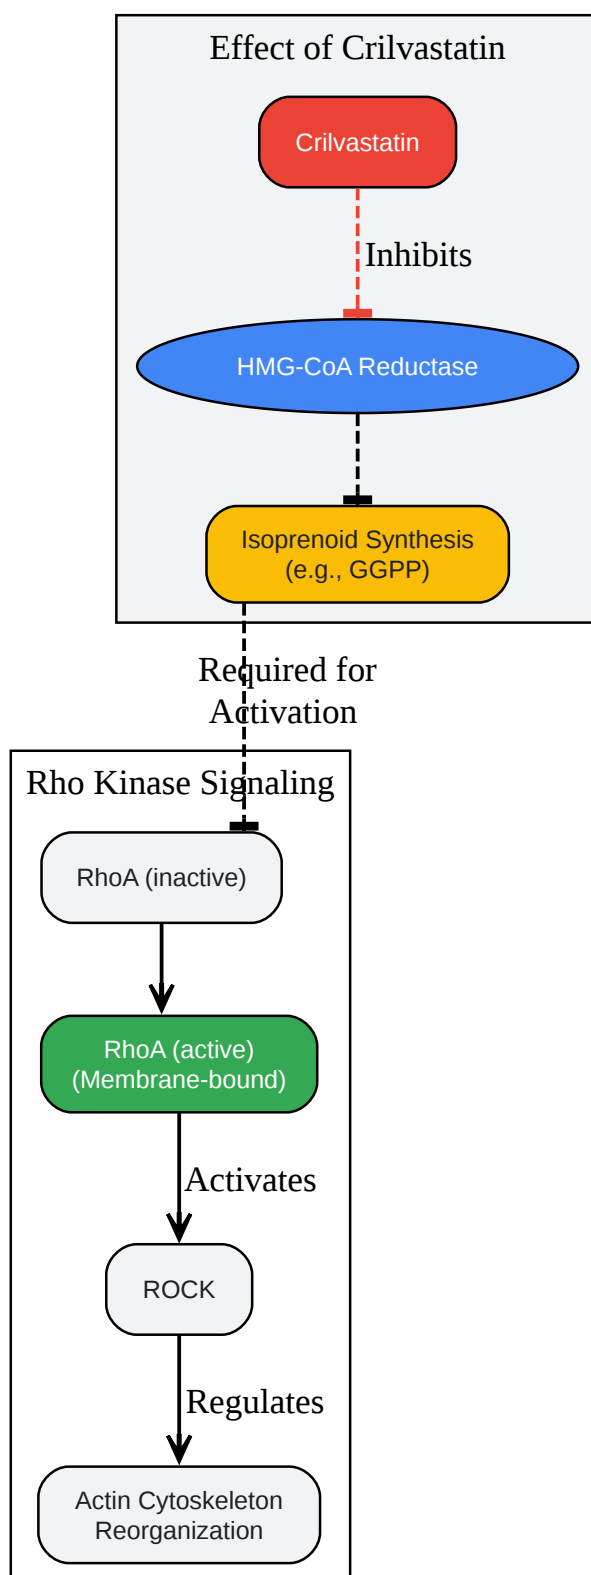 Effect of Crilvastatin
Crilvastatin
Inhibits
HMG-CoA Reductase
Isoprenoid Synthesis
(e.g., GGPP)
Required for
Activation
Rho Kinase Signaling
RhoA (inactive)
RhoA (active)
(Membrane-bound)
Activates
ROCK
Regulates
Actin Cytoskeleton
Reorganization